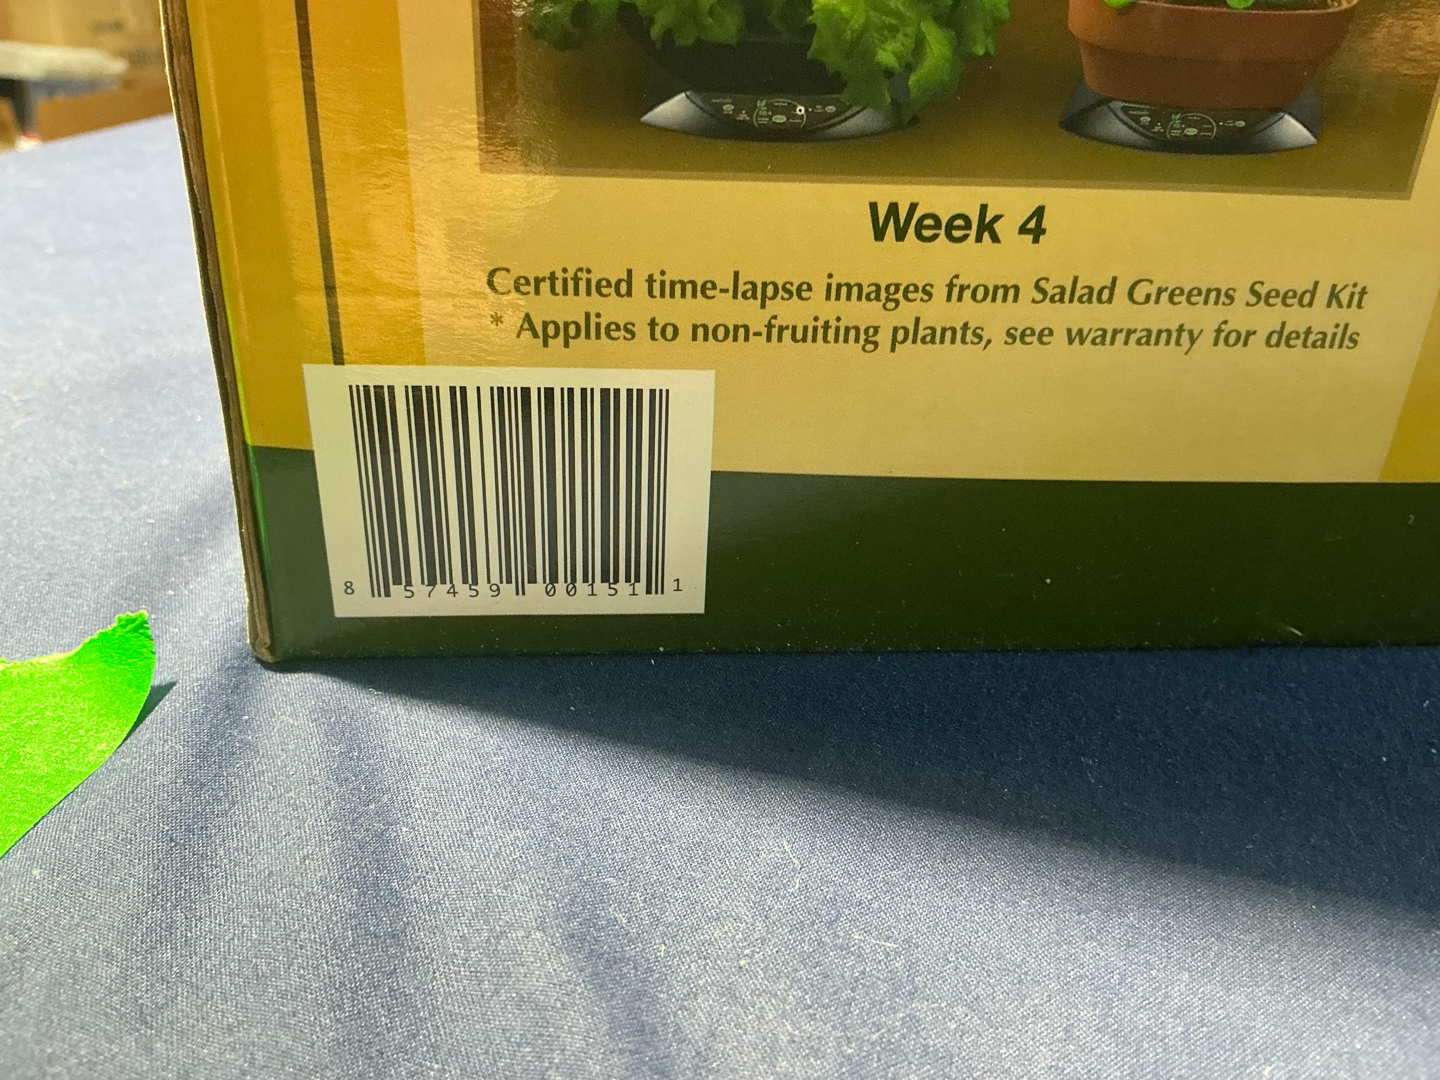 Week 4
Certified time-lapse images from Salad Greens Seed Kit
* Applies to non-fruiting plants, see warranty for details
8 57459 00151 1